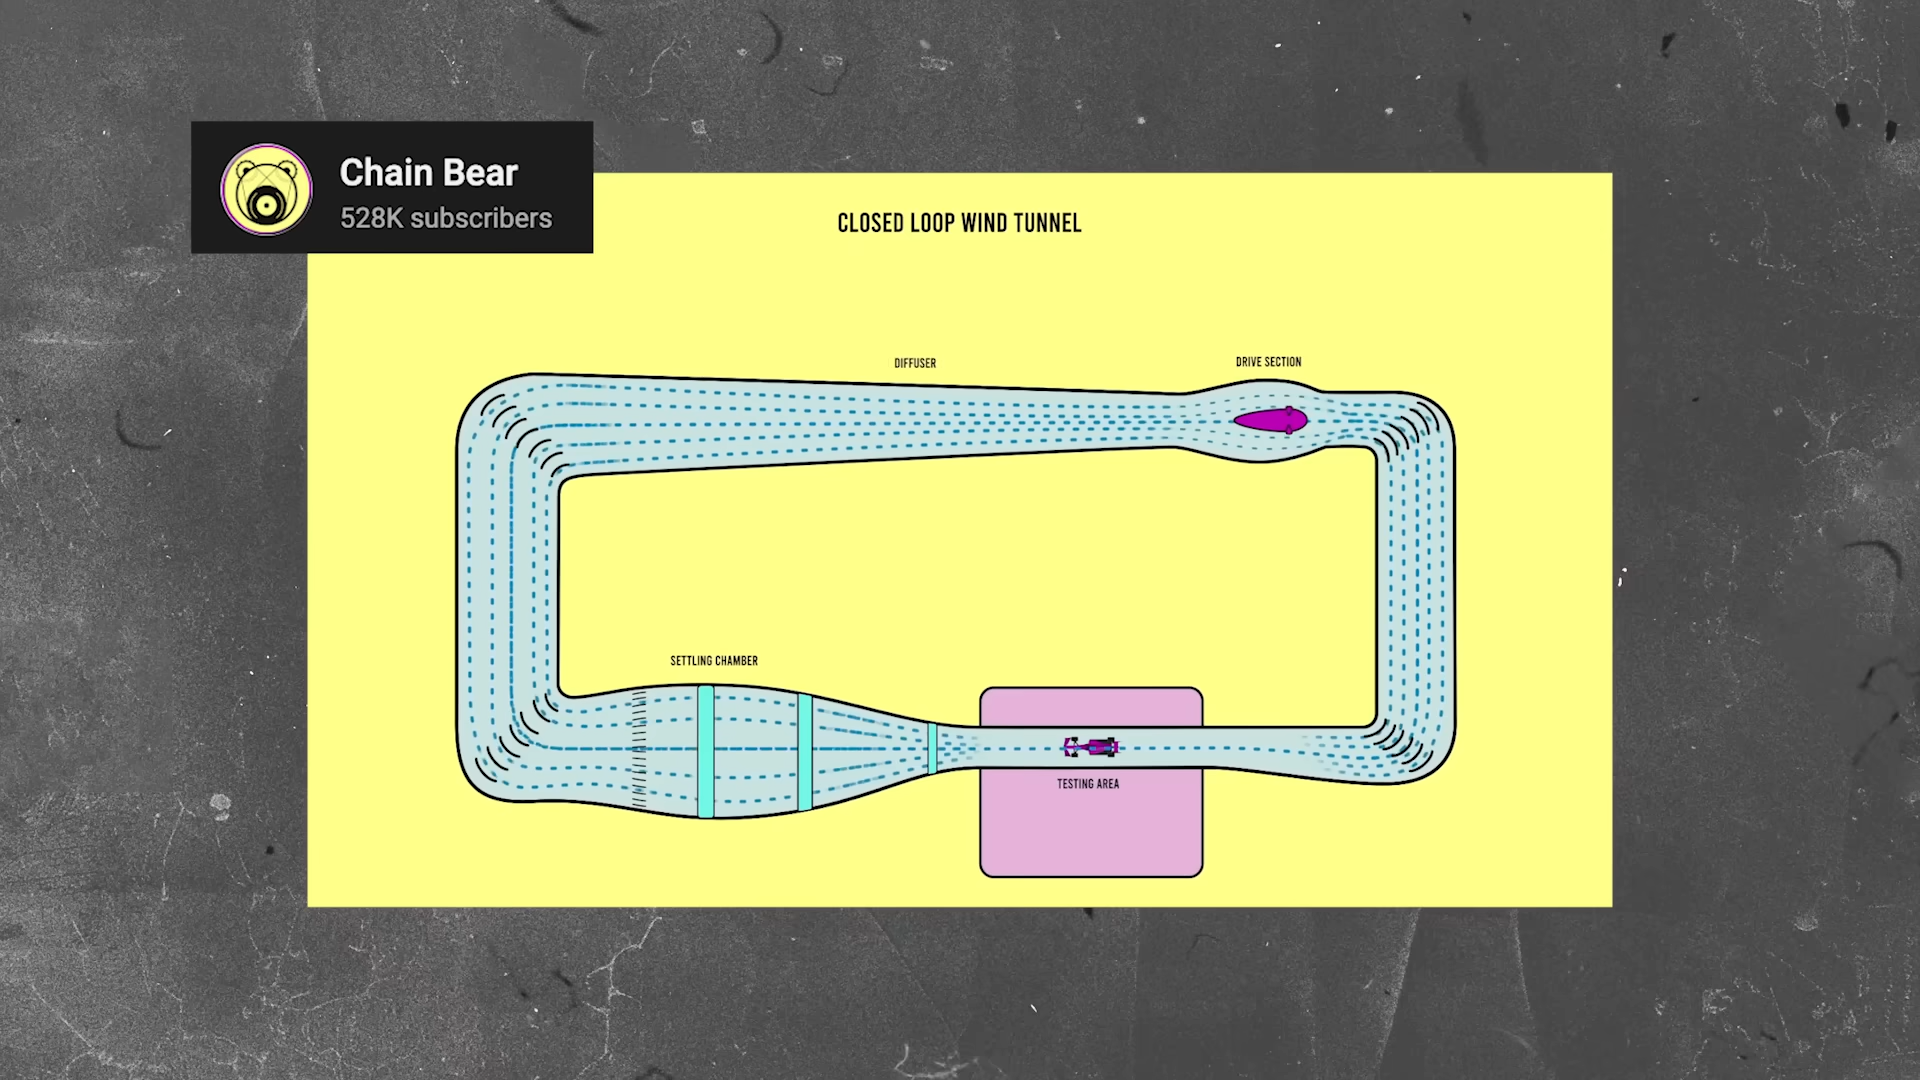 Chain Bear
528K subscribers
CLOSED LOOP WIND TUNNEL
DIFFUSER
DRIVE SECTION
SETTLING CHAMBER
TESTING AREA